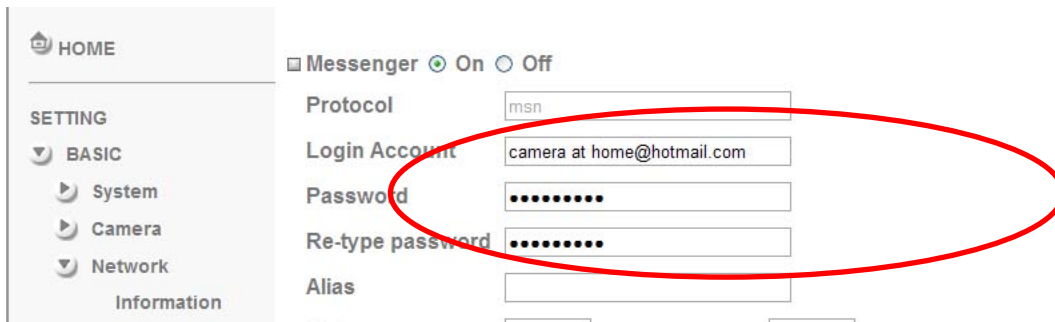 HOME
SETTING
BASIC
System
Camera
Network
Information
Messenger On Off
Protocol msn
Login Account camera at home@hotmail.com
Password •••••••••
Re-type password •••••••••
Alias